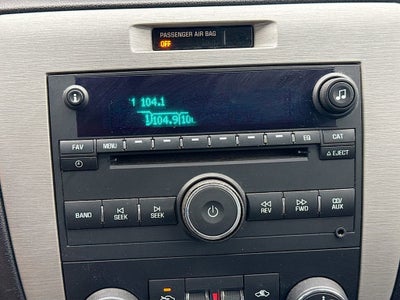 PASSENGER AIR BAG
OFF
i
1 104.1
104.9
FAV
MENU
EQ
CAT
△ EJECT
BAND
SEEK
SEEK
REV
FWD
CD/
AUX